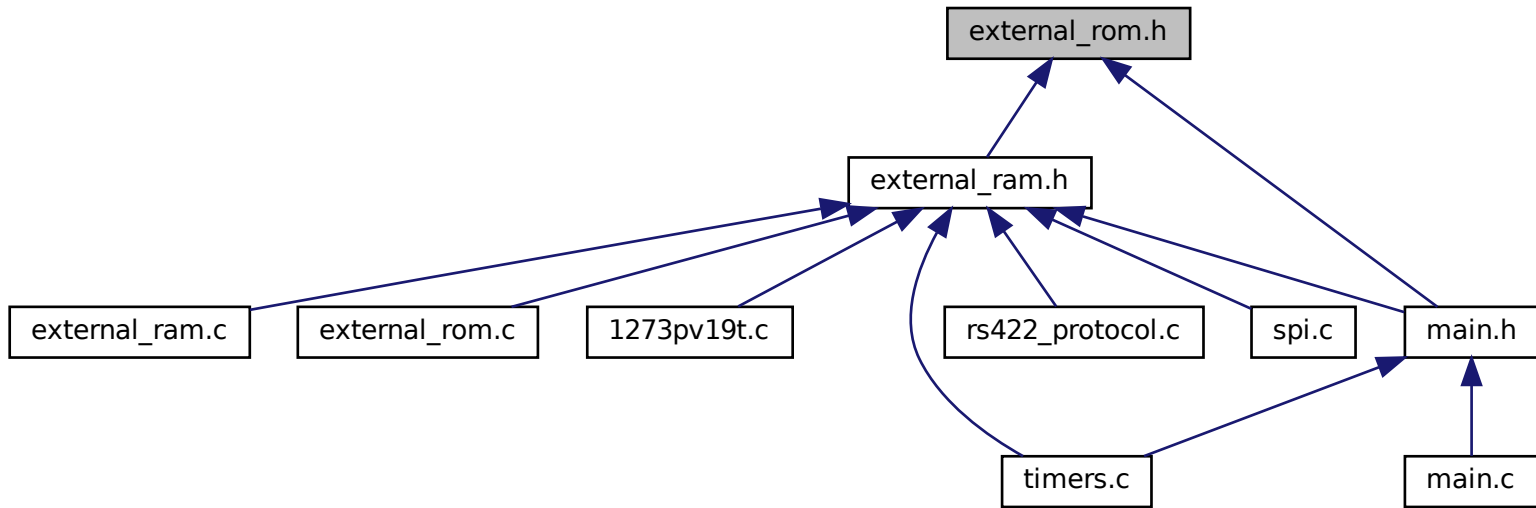 external_rom.h
external_ram.h
external_ram.c
external_rom.c
1273pv19t.c
rs422_protocol.c
spi.c
main.h
timers.c
main.c